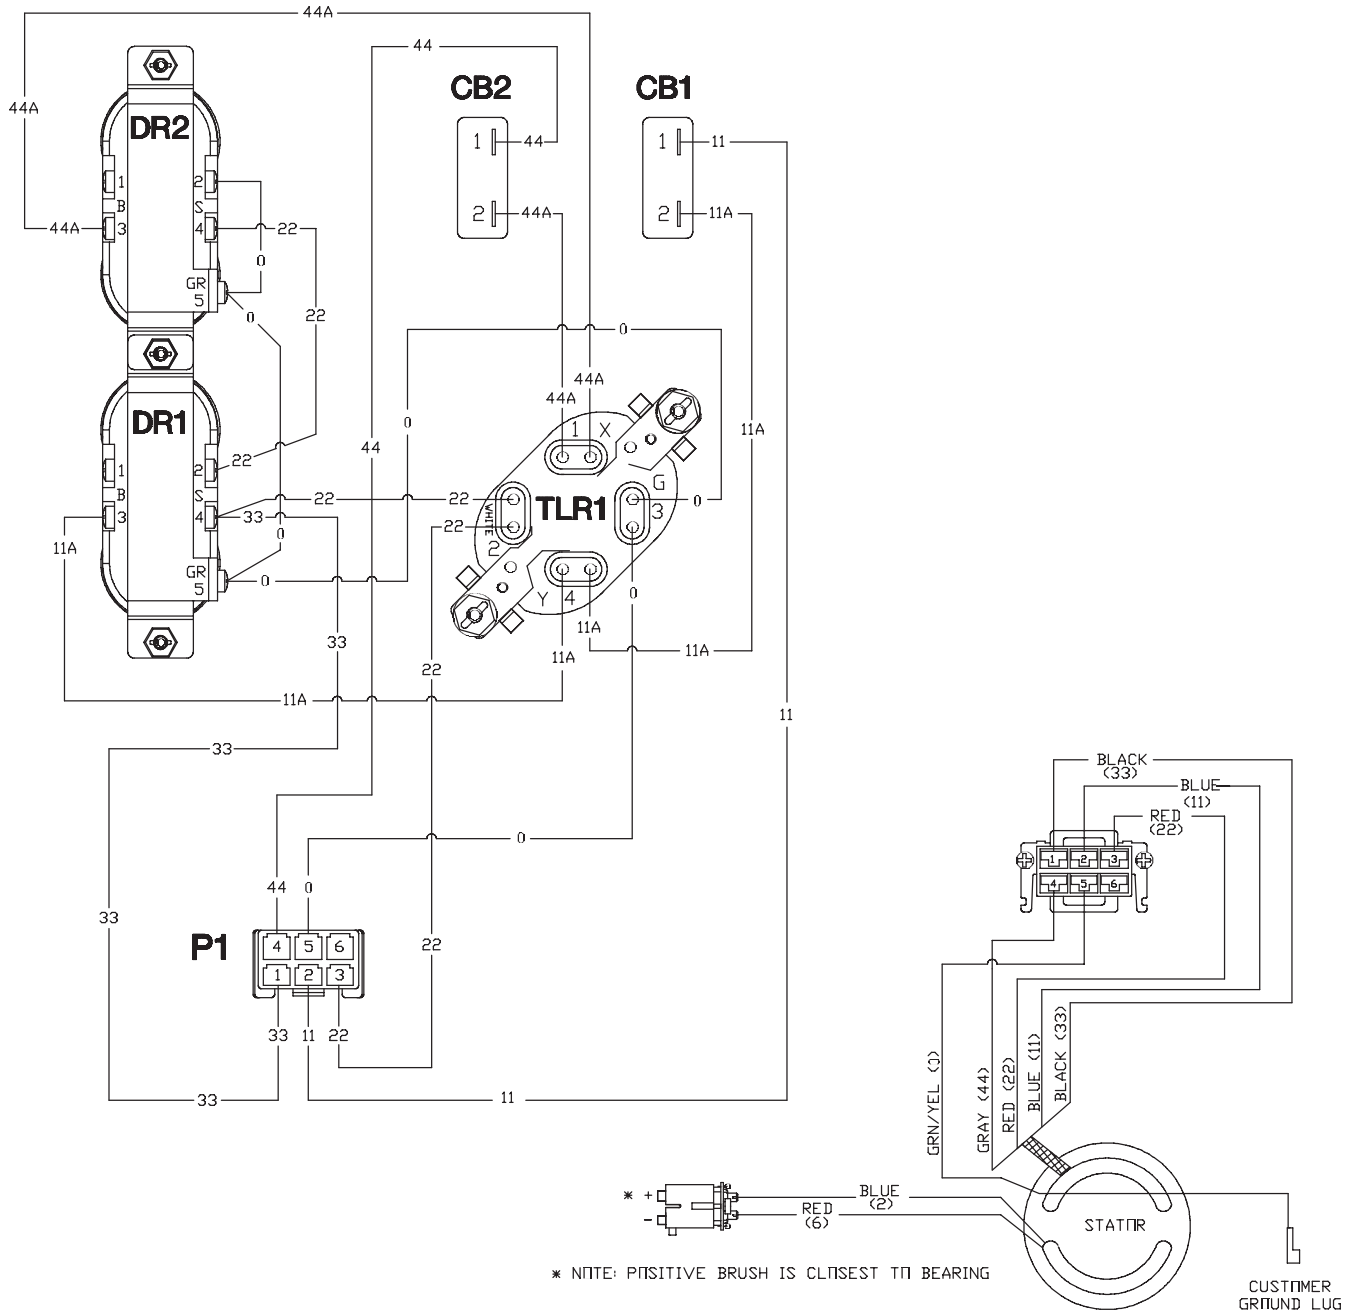 44A
44
CB2
CB1
44A
DR2
1
44
1
11
1
2
B
S
2
44A
2
11A
44A
3
4
22
0
GR
5
0
22
0
44A
44A
DR1
0
1
X
11A
44
1
2
22
B
S
G
22
22
WHITE
TLR1
3
0
3
4
33
22
2
0
11A
GR
5
0
Y
4
0
11A
33
22
11A
11A
11A
11
33
BLACK
(33)
BLUE
(11)
RED
(22)
0
1
2
3
4
5
6
44
0
33
P1
4
5
6
22
1
2
3
33
11
22
33
11
GRN/YEL (0)
GRAY (44)
RED (22)
BLUE (11)
BLACK (33)
* +
-
BLUE
(2)
RED
(6)
STATOR
* NOTE: POSITIVE BRUSH IS CLOSEST TO BEARING
CUSTOMER
GROUND LUG